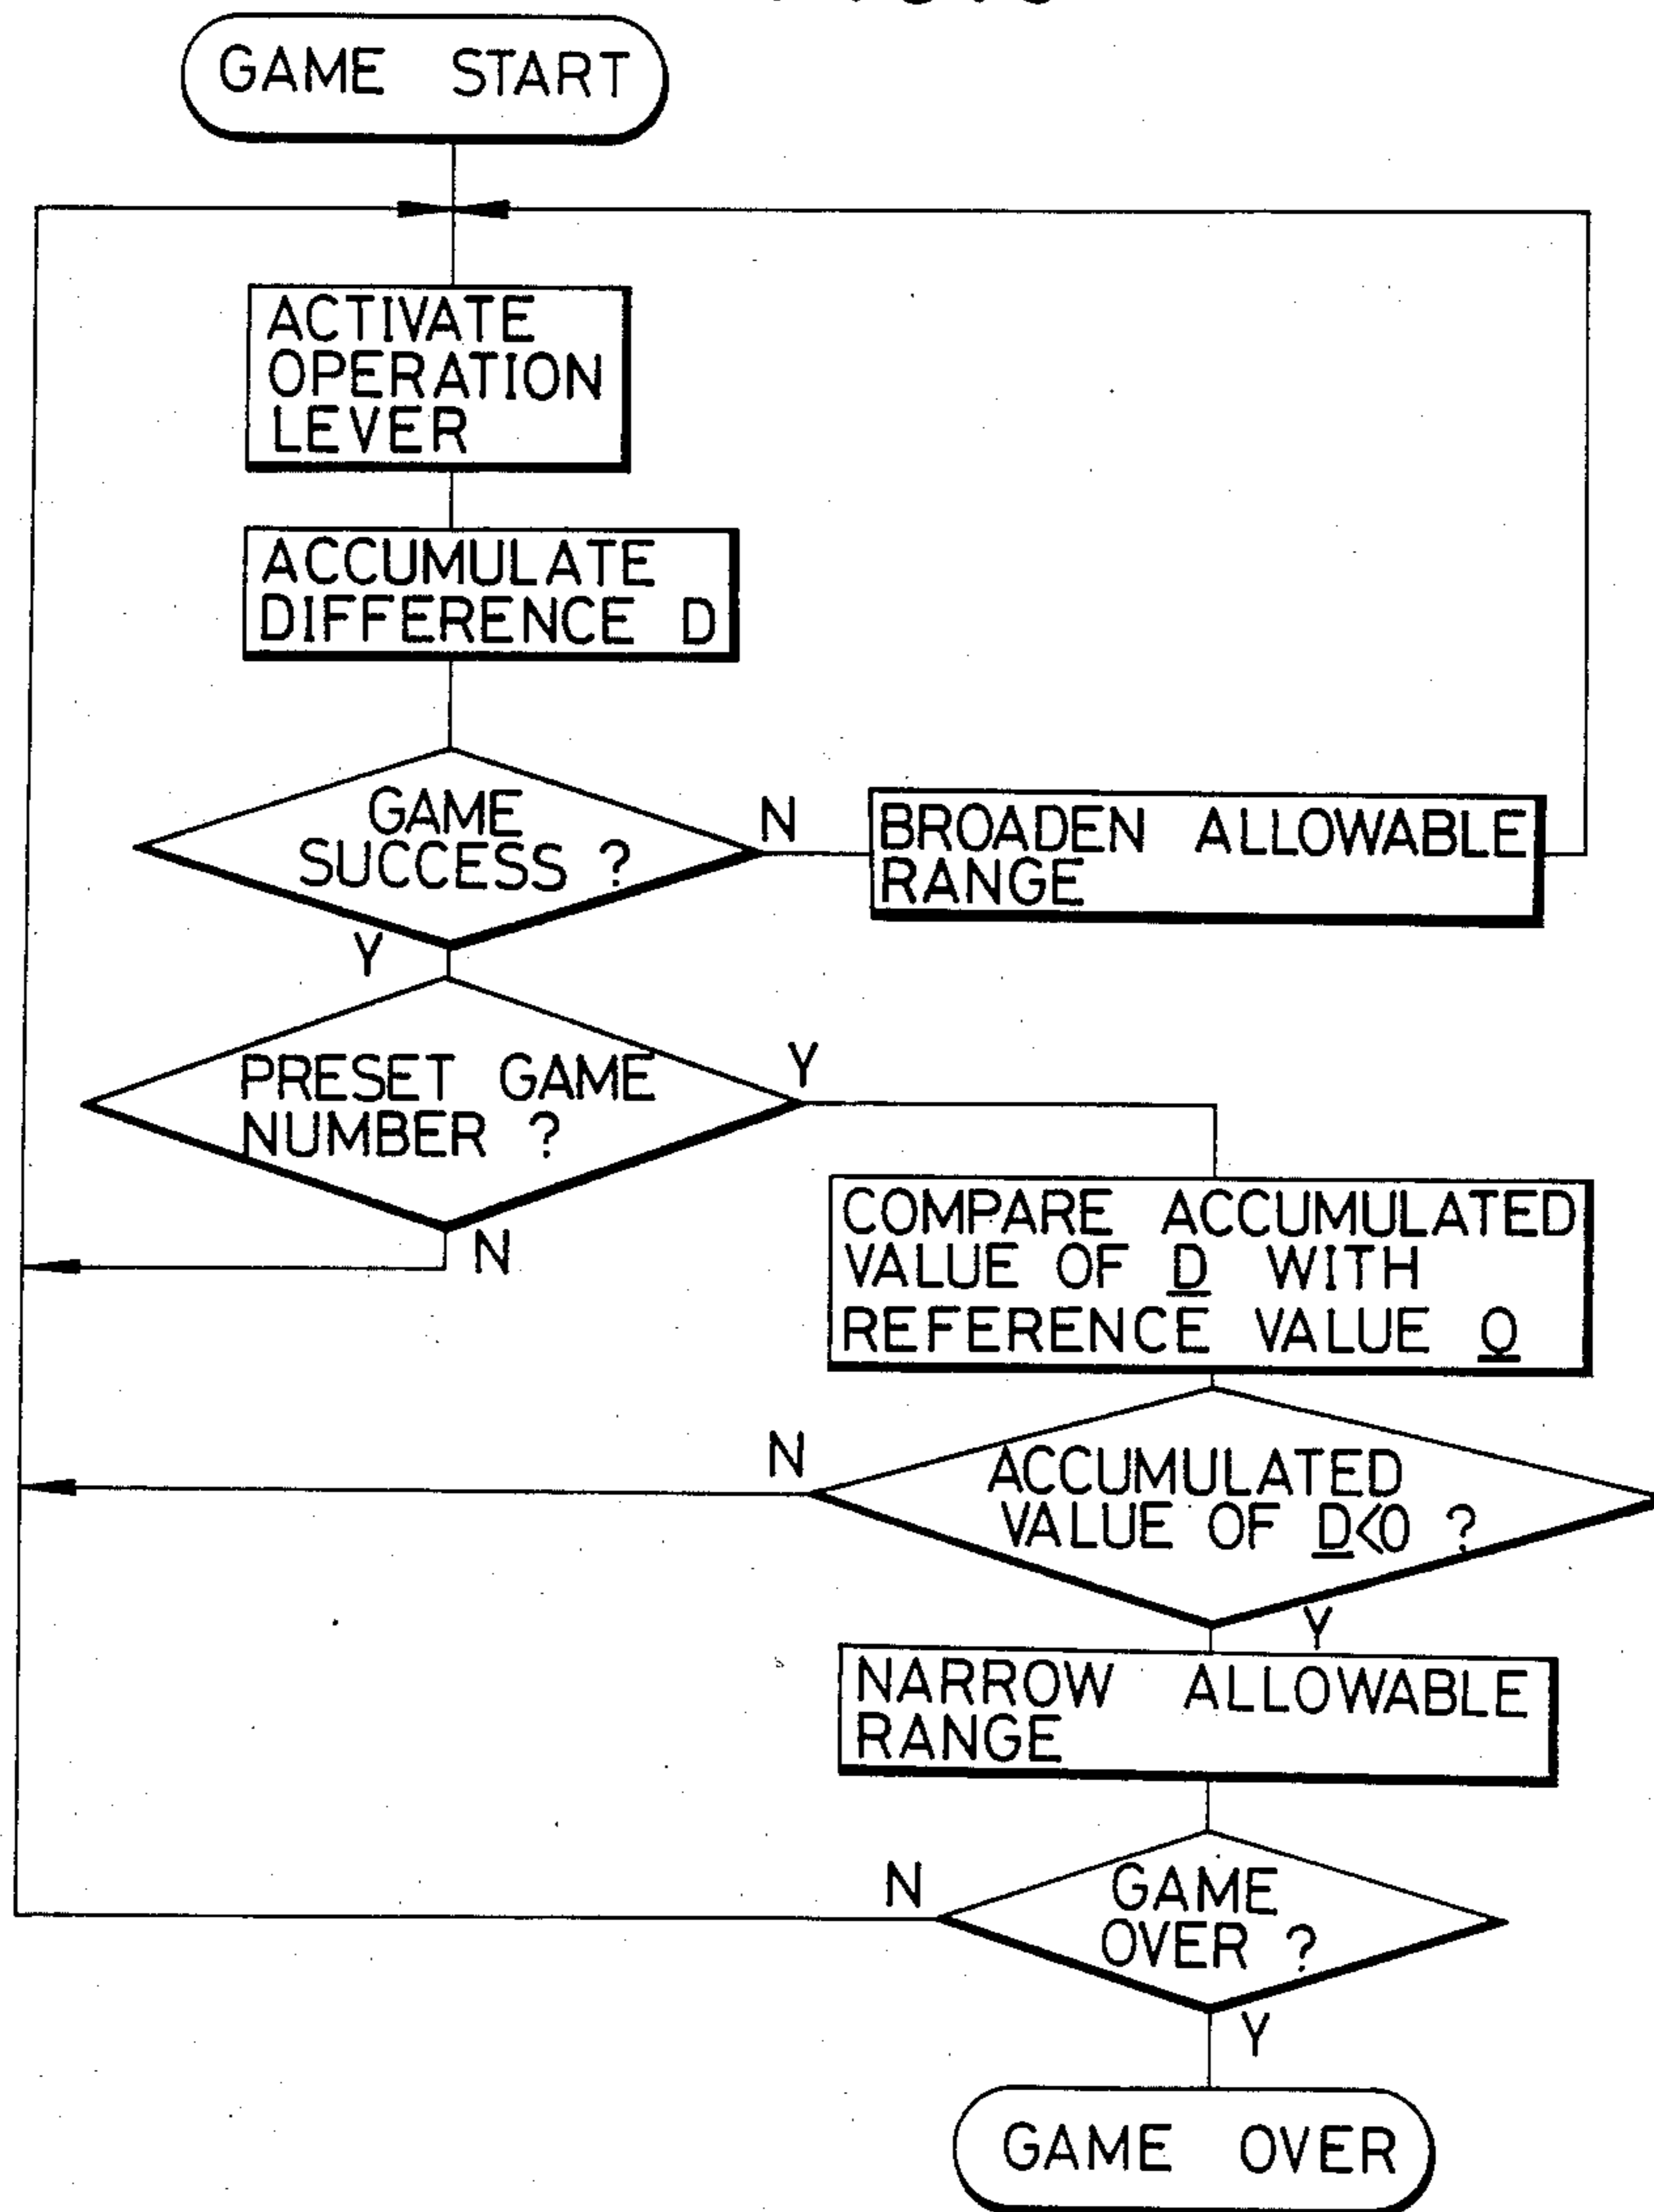 GAME START
ACTIVATE
OPERATION
LEVER
ACCUMULATE
DIFFERENCE D
GAME
SUCCESS ?
N
BROADEN ALLOWABLE
RANGE
Y
PRESET GAME
NUMBER ?
Y
N
COMPARE ACCUMULATED
VALUE OF D WITH
REFERENCE VALUE O
N
ACCUMULATED
VALUE OF D<O ?
Y
NARROW ALLOWABLE
RANGE
N
GAME
OVER ?
Y
GAME OVER